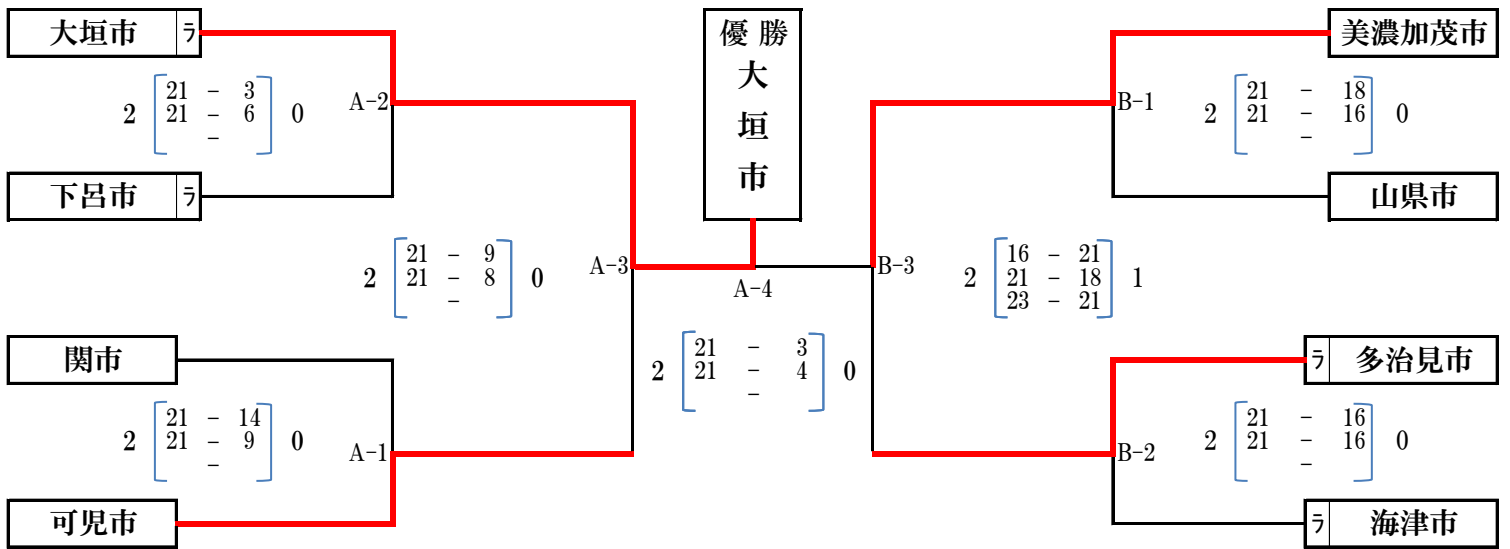 大垣市 ラ
優勝
大垣市
美濃加茂市
2 21 - 3 0
21 - 6
-
A-2
B-1
2 21 - 18 0
21 - 16
-
下呂市 ラ
山県市
2 21 - 9 0
21 - 8
-
A-3
A-4
B-3
2 16 - 21 1
21 - 18
23 - 21
関市
2 21 - 3 0
21 - 4
-
ラ 多治見市
2 21 - 14 0
21 - 9
-
A-1
B-2
2 21 - 16 0
21 - 16
-
可児市
ラ 海津市